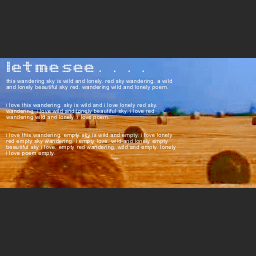 let me see. . . .
this wandering sky is wild and lonely. red sky wandering. a wild
and lonely beautiful sky red. wandering wild and lonely poem.
i love this wandering. sky is wild and i love lonely red sky.
wandering. i love wild and lonely beautiful sky. i love red
wandering wild and lonely. i love poem.
i love this wandering. empty sky is wild and empty. i love lonely
red empty sky wandering. i empty love. wild and lonely empty
beautiful sky i love. empty red wandering. wild and empty. lonely
i love poem empty.